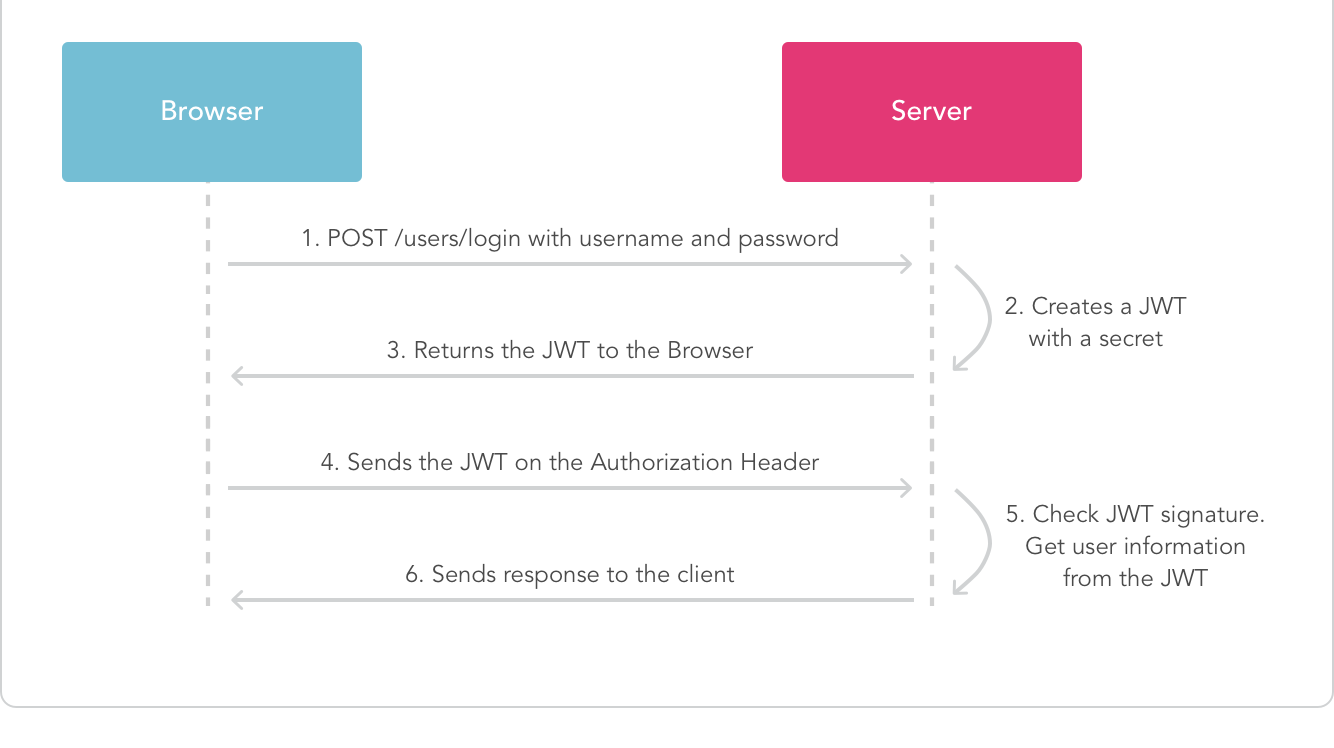 Browser
Server
1. POST /users/login with username and password
2. Creates a JWT
with a secret
3. Returns the JWT to the Browser
4. Sends the JWT on the Authorization Header
5. Check JWT signature.
Get user information
from the JWT
6. Sends response to the client